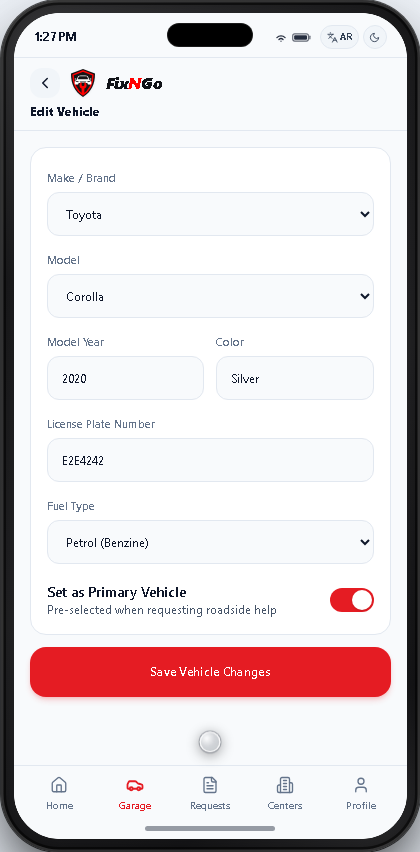 1:27 PM
AR
FixNGo
Edit Vehicle
Make / Brand
Toyota
Model
Corolla
Model Year
Color
2020
Silver
License Plate Number
E2E4242
Fuel Type
Petrol (Benzine)
Set as Primary Vehicle
Pre-selected when requesting roadside help
Save Vehicle Changes
Home
Garage
Requests
Centers
Profile